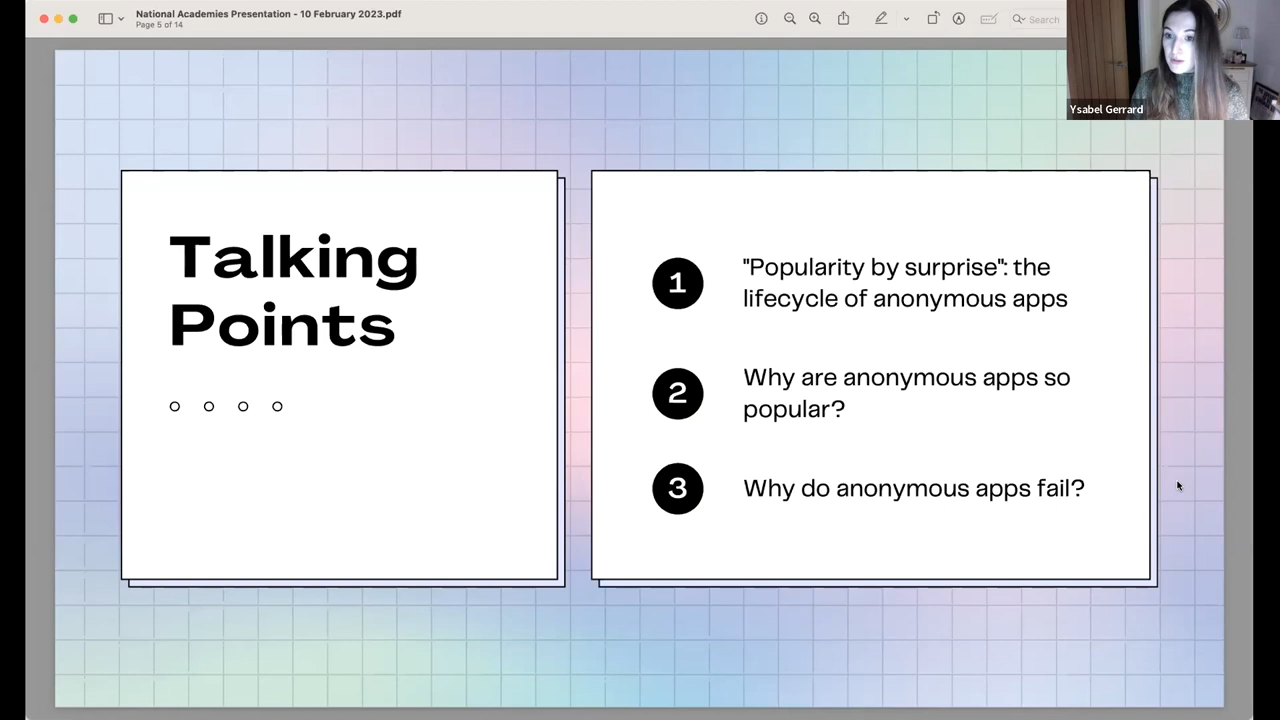 National Academies Presentation - 10 February 2023.pdf
Page 5 of 14
Search
Ysabel Gerrard
Talking
Points
1
"Popularity by surprise": the
lifecycle of anonymous apps
2
Why are anonymous apps so
popular?
3
Why do anonymous apps fail?